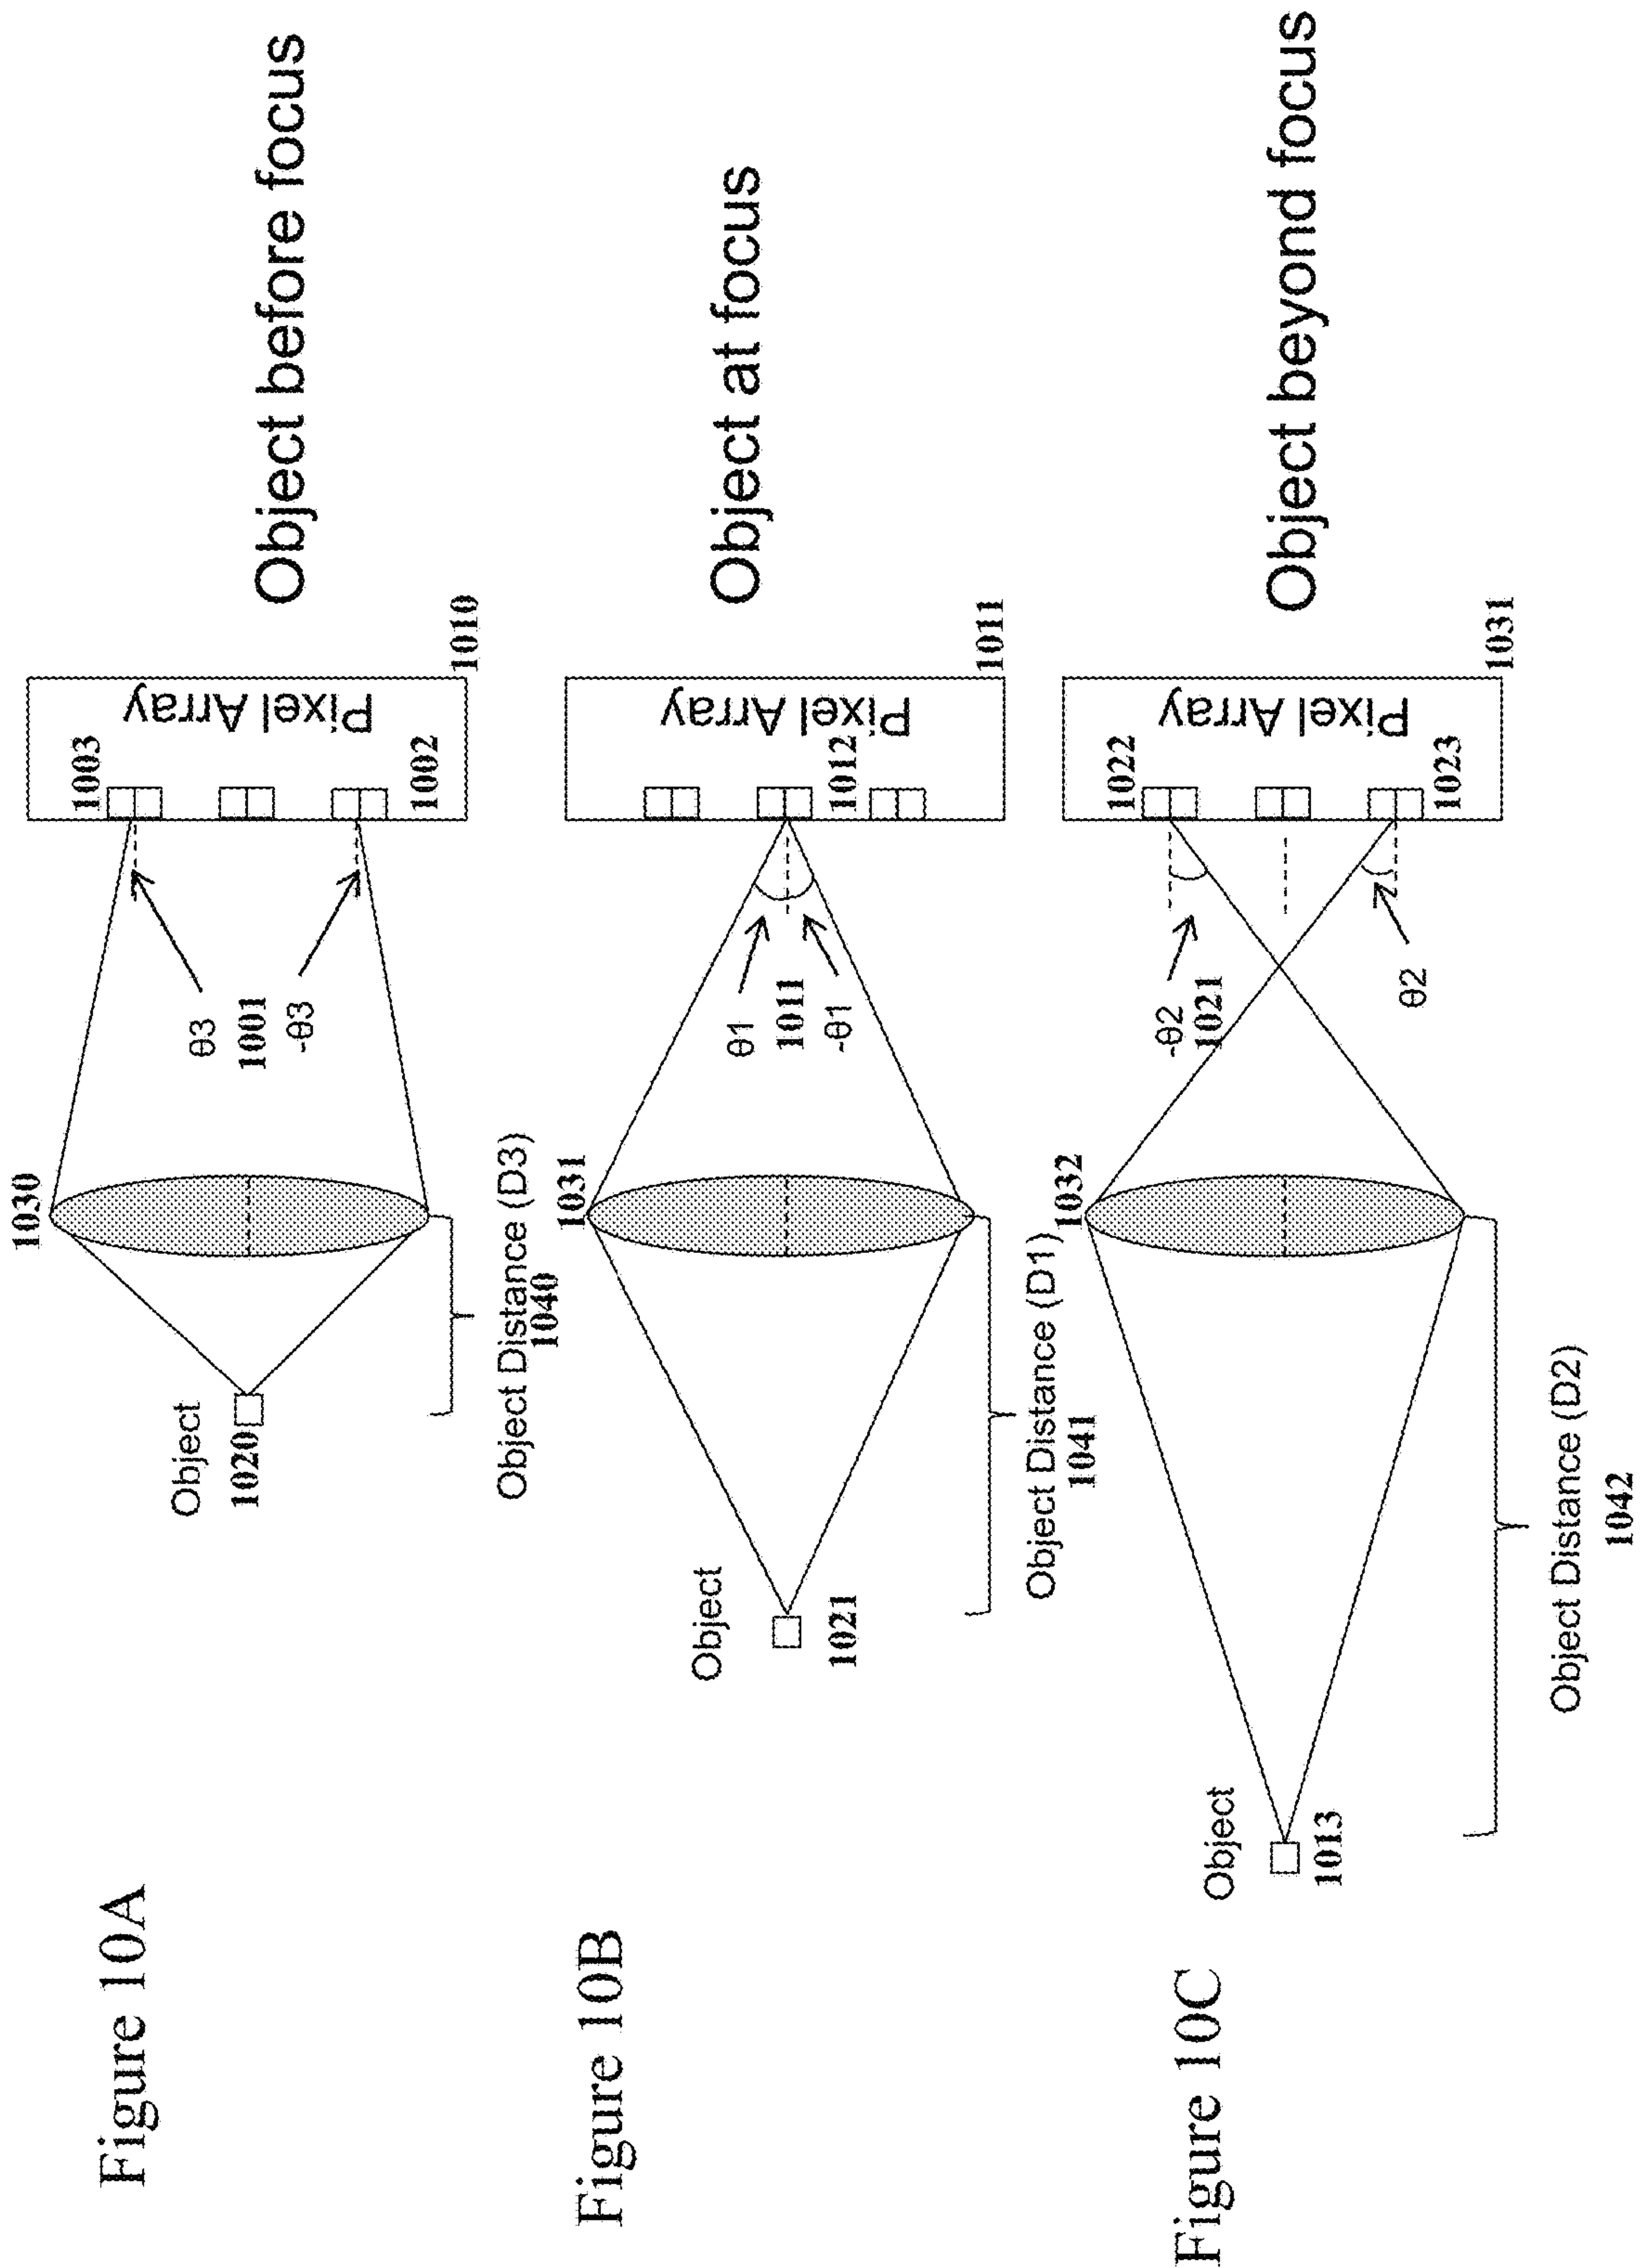 Figure 10A
Object
1020
1030
Object Distance (D3)
1040
θ3
1001
-θ3
1003
1002
Pixel Array
1010
Object before focus
Figure 10B
Object
1021
1031
Object Distance (D1)
1041
θ1
1011
-θ1
1012
Pixel Array
1011
Object at focus
Figure 10C
Object
1013
1032
Object Distance (D2)
1042
-θ2
1021
θ2
1022
1023
Pixel Array
1031
Object beyond focus